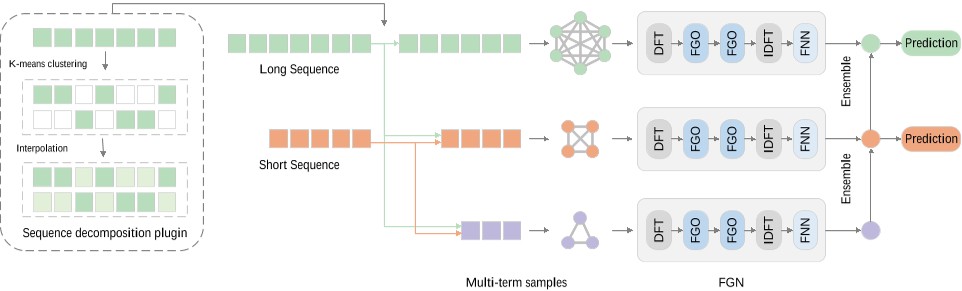 K-means clustering
Interpolation
Sequence decomposition plugin
Long Sequence
Short Sequence
Multi-term samples
DFT
FGO
FGO
IDFT
FNN
DFT
FGO
FGO
IDFT
FNN
DFT
FGO
FGO
IDFT
FNN
FGN
Ensemble
Ensemble
Prediction
Prediction